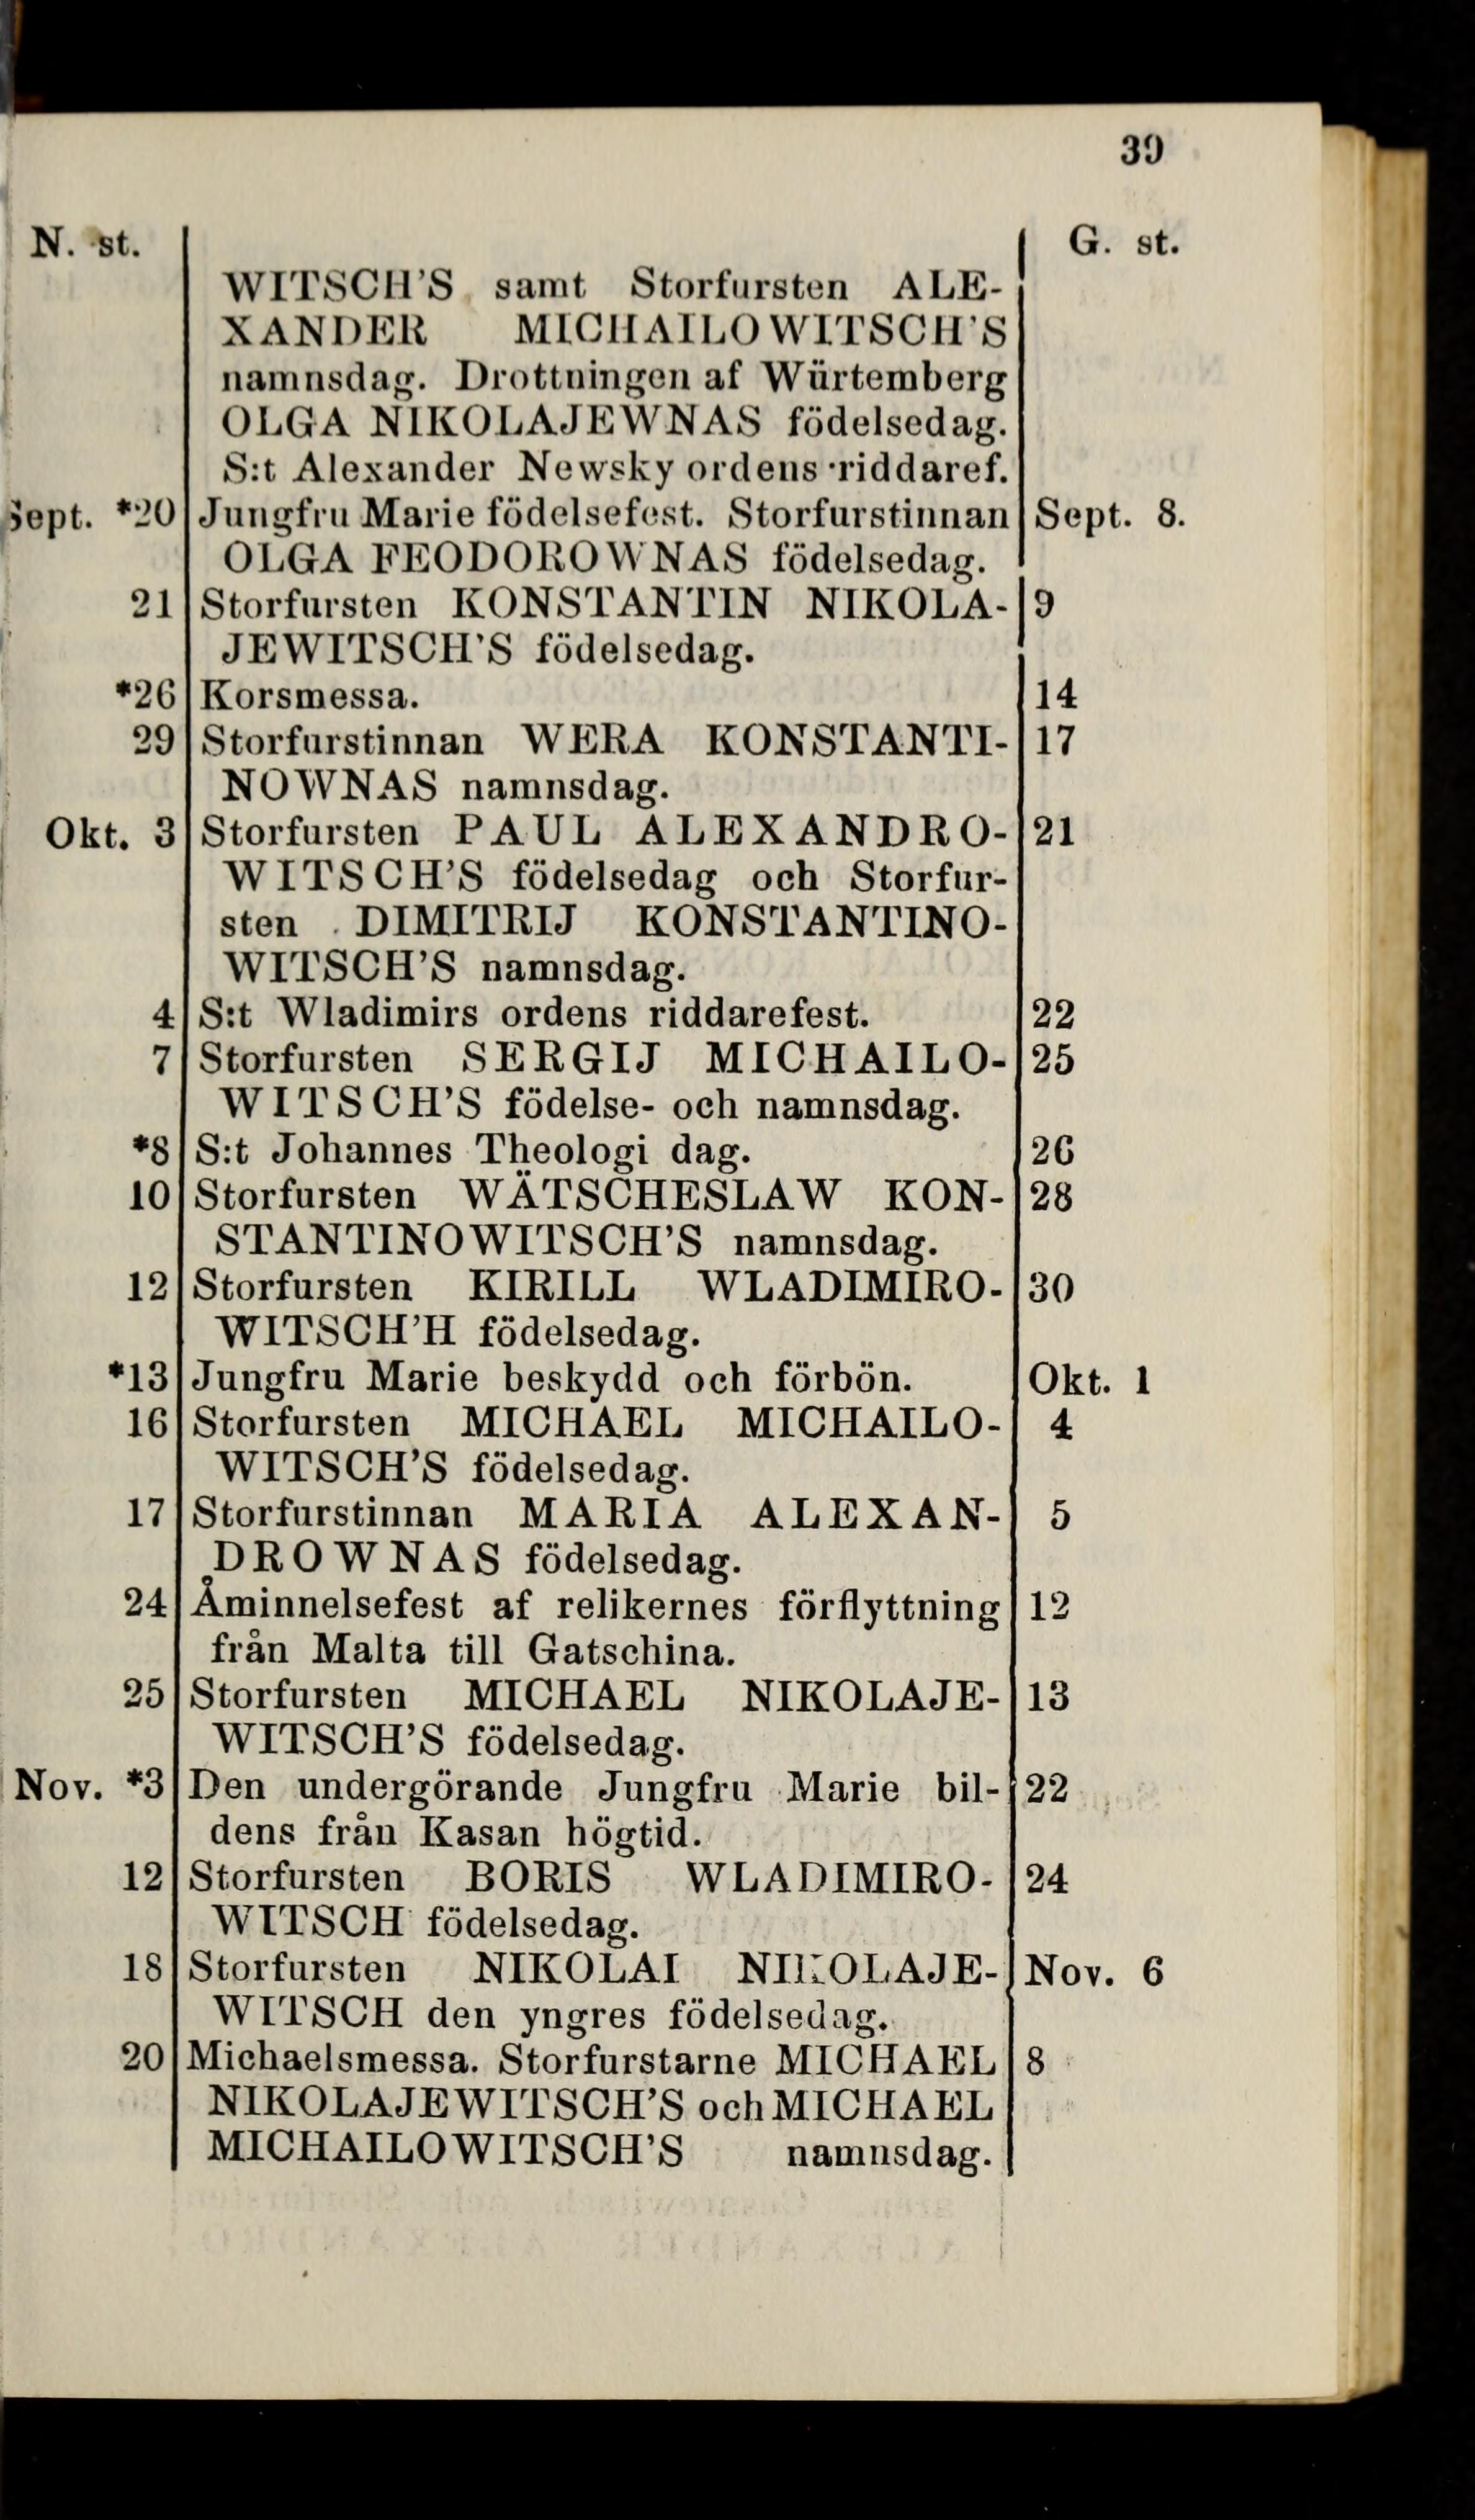 39
N. st. G. st.
WITSCH'S samt Storfursten ALE-
XANDER MICHAILOWITSCH'S
namnsdag. Drottningen af Würtemberg
OLGA NIKOLAJEWNAS födelsedag.
S:t Alexander Newsky ordens riddaref.
Sept. *20 Jungfru Marie födelsefest. Storfurstinnan Sept. 8.
OLGA FEODOROWNAS födelsedag.
21 Storfursten KONSTANTIN NIKOLA- 9
JEWITSCH'S födelsedag.
*26 Korsmessa. 14
29 Storfurstinnan WERA KONSTANTI- 17
NOWNAS namnsdag.
Okt. 3 Storfursten PAUL ALEXANDRO- 21
WITSCH'S födelsedag och Storfur-
sten DIMITRIJ KONSTANTINO-
WITSCH'S namnsdag.
4 S:t Wladimirs ordens riddarefest. 22
7 Storfursten SERGIJ MICHAILO- 25
WITSCH'S födelse- och namnsdag.
*8 S:t Johannes Theologi dag. 26
10 Storfursten WÄTSCHESLAW KON- 28
STANTINOWITSCH'S namnsdag.
12 Storfursten KIRILL WLADIMIRO- 30
WITSCH'H födelsedag.
*13 Jungfru Marie beskydd och förbön. Okt. 1
16 Storfursten MICHAEL MICHAILO- 4
WITSCH'S födelsedag.
17 Storfurstinnan MARIA ALEXAN- 5
DROWNAS födelsedag.
24 Åminnelsefest af relikernes förflyttning 12
från Malta till Gatschina.
25 Storfursten MICHAEL NIKOLAJE- 13
WITSCH'S födelsedag.
Nov. *3 Den undergörande Jungfru Marie bil- 22
dens från Kasan högtid.
12 Storfursten BORIS WLADIMIRO- 24
WITSCH födelsedag.
18 Storfursten NIKOLAI NIKOLAJE- Nov. 6
WITSCH den yngres födelsedag.
20 Michaelsmessa. Storfurstarne MICHAEL 8
NIKOLAJEWITSCH'S och MICHAEL
MICHAILOWITSCH'S namnsdag.